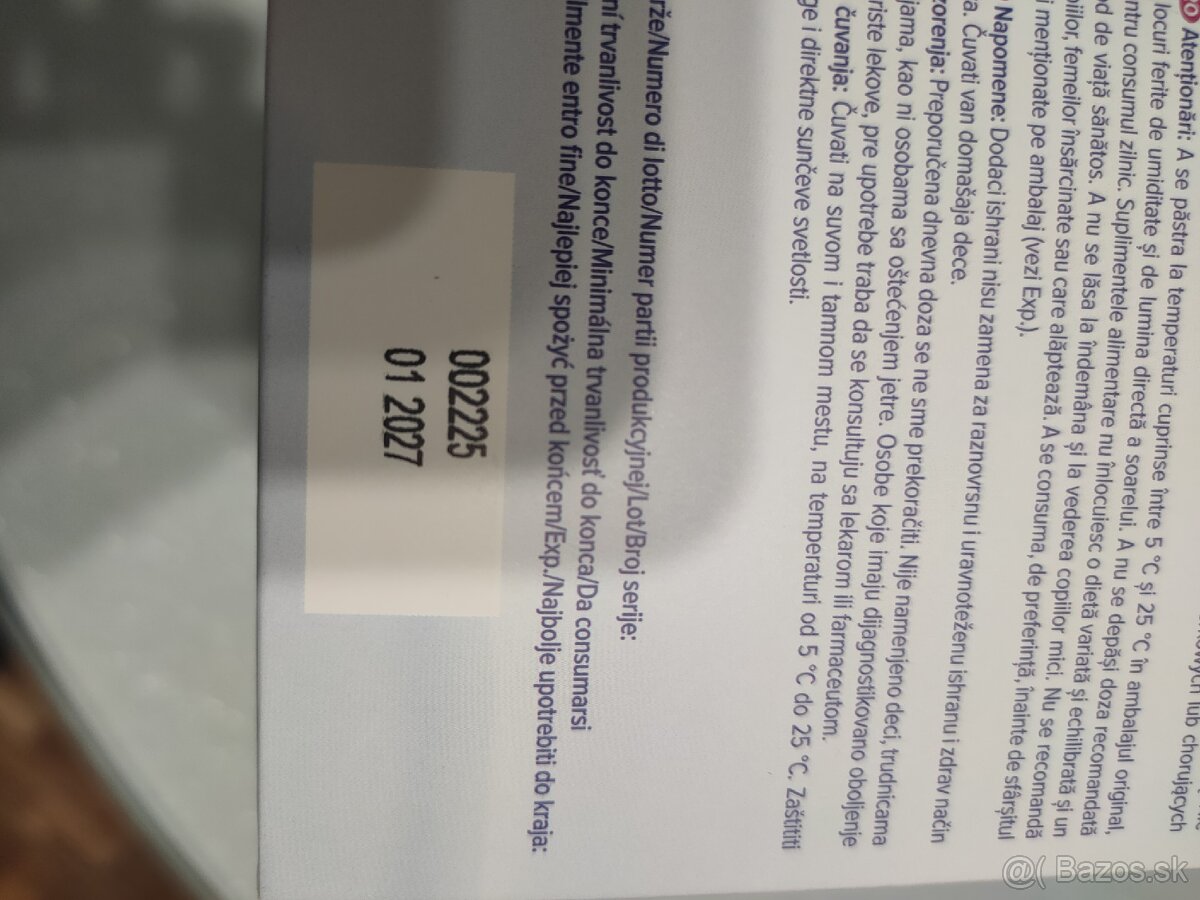 RO Atenționări: A se păstra la temperaturi cuprinse între 5 °C și 25 °C în ambalajul original,
locuri ferite de umiditate și de lumina directă a soarelui. A nu se depăși doza recomandată
ntru consumul zilnic. Suplimentele alimentare nu înlocuiesc o dietă variată și echilibrată și un
d de viață sănătos. A nu se lăsa la îndemâna și la vederea copiilor mici. Nu se recomandă
piilor, femeilor însărcinate sau care alăptează. A se consuma, de preferință, înainte de sfârșitul
i menționate pe ambalaj (vezi Exp.).
Napomene: Dodaci ishrani nisu zamena za raznovrsnu i uravnoteženu ishranu i zdrav način
a. Čuvati van domašaja dece.
zorenja: Preporučena dnevna doza se ne sme prekoračiti. Nije namenjeno deci, trudnicama
jama, kao ni osobama sa oštećenjem jetre. Osobe koje imaju dijagnostikovano oboljenje
riste lekove, pre upotrebe traba da se konsultuju sa lekarom ili farmaceutom.
čuvanja: Čuvati na suvom i tamnom mestu, na temperaturi od 5 °C do 25 °C. Zaštititi
ge i direktne sunčeve svetlosti.
rže/Numero di lotto/Numer partii produkcyjnej/Lot/Broj serije:
ní trvanlivost do konce/Minimálna trvanlivosť do konca/Da consumarsi
lmente entro fine/Najlepiej spożyć przed końcem/Exp./Najbolje upotrebiti do kraja:
002225
01 2027
chorujących
@( Bazos.sk